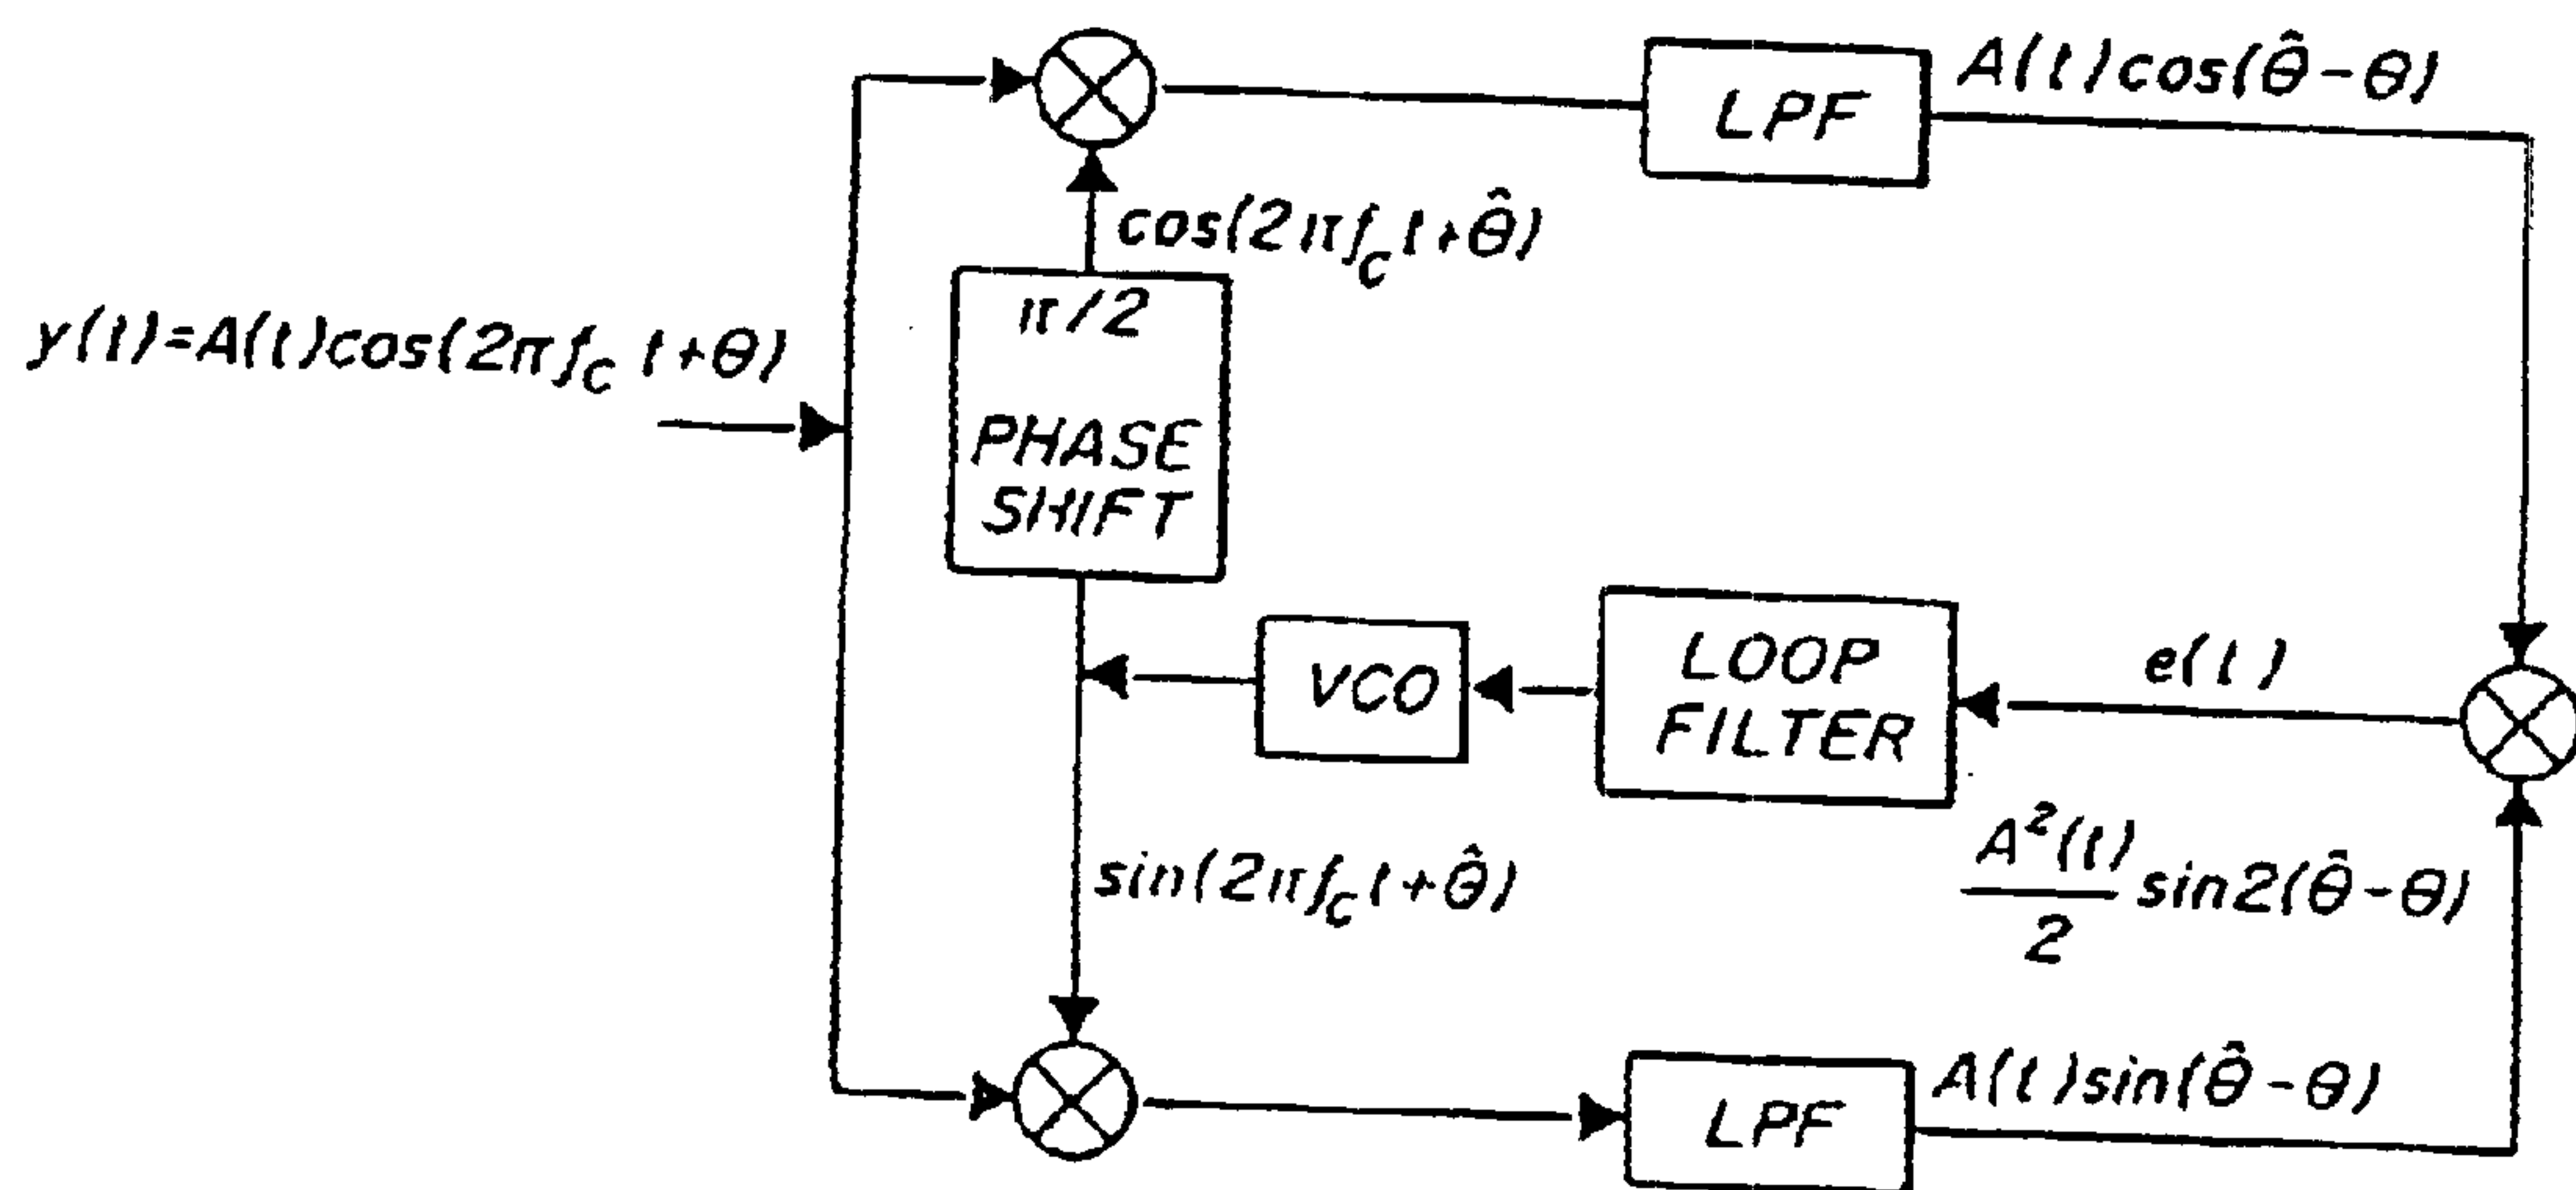 A(t)cos(θ̂-θ)
LPF
cos(2πf_c t+θ̂)
π/2
PHASE
SHIFT
y(t)=A(t)cos(2πf_c t+θ)
LOOP
FILTER
VCO
e(t)
A²(t)/2 sin2(θ̂-θ)
sin(2πf_c t+θ̂)
LPF
A(t)sin(θ̂-θ)